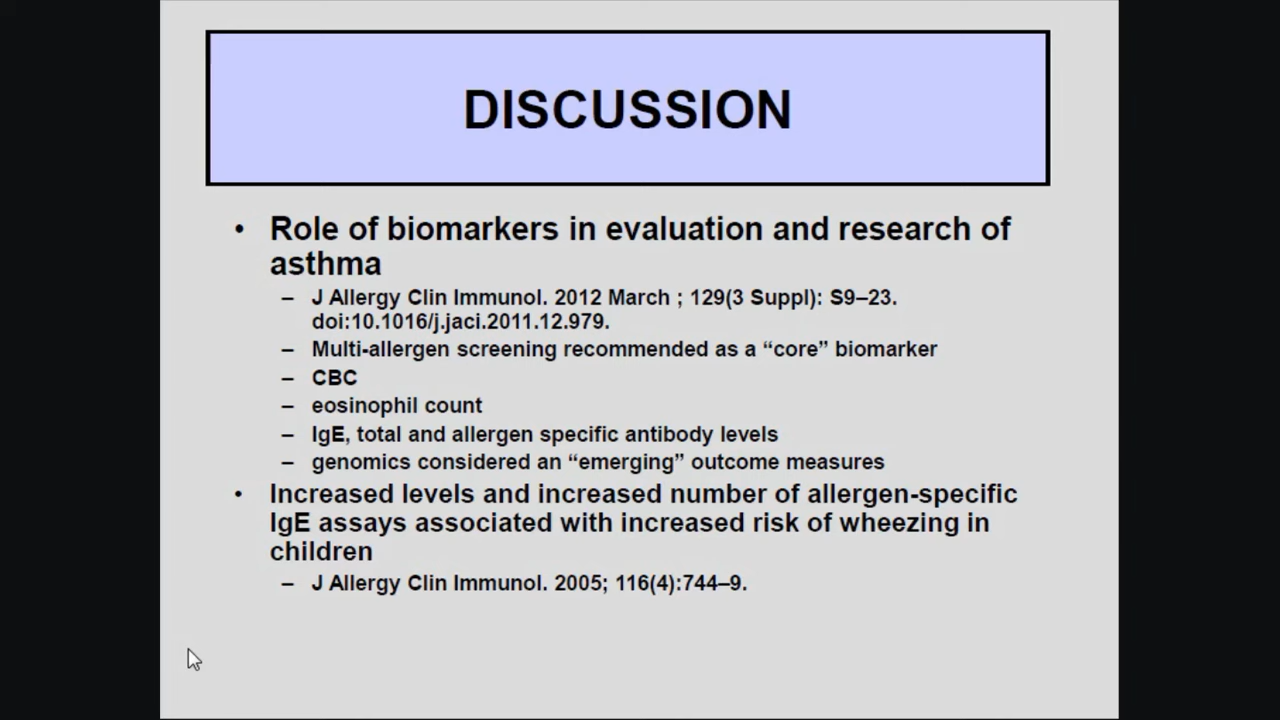 DISCUSSION
• Role of biomarkers in evaluation and research of
asthma
– J Allergy Clin Immunol. 2012 March ; 129(3 Suppl): S9–23.
doi:10.1016/j.jaci.2011.12.979.
– Multi-allergen screening recommended as a “core” biomarker
– CBC
– eosinophil count
– IgE, total and allergen specific antibody levels
– genomics considered an “emerging” outcome measures
• Increased levels and increased number of allergen-specific
IgE assays associated with increased risk of wheezing in
children
– J Allergy Clin Immunol. 2005; 116(4):744–9.